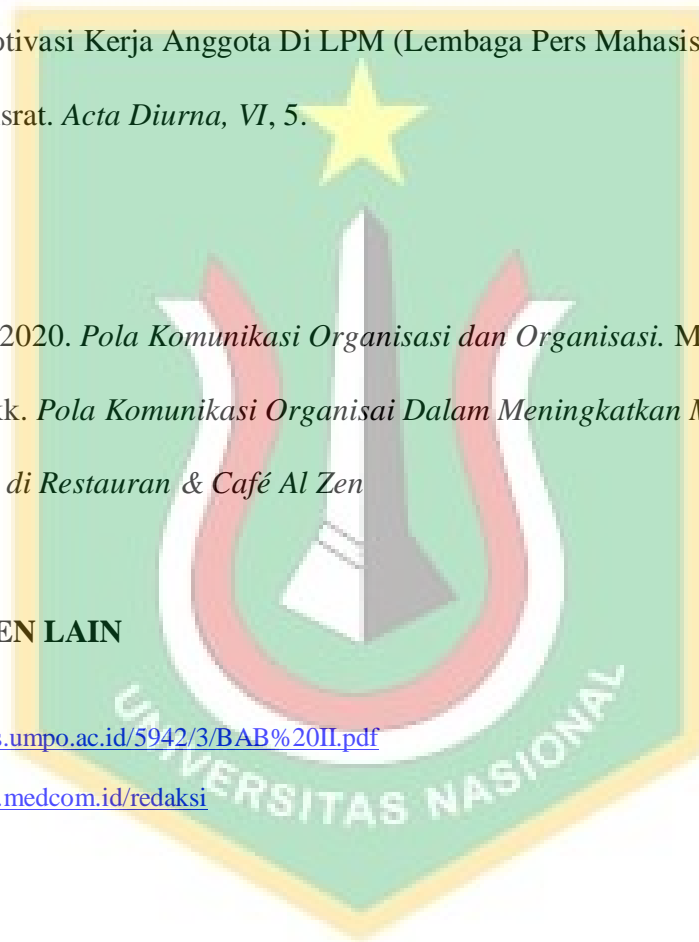 otivasi Kerja Anggota Di LPM (Lembaga Pers Mahasis
srat. Acta Diurna, VI, 5.
2020. Pola Komunikasi Organisasi dan Organisasi. M
kk. Pola Komunikasi Organisai Dalam Meningkatkan M
di Restauran & Café Al Zen
EN LAIN
s.umpo.ac.id/5942/3/BAB%20II.pdf
.medcom.id/redaksi
UNIVERSITAS NASIONAL